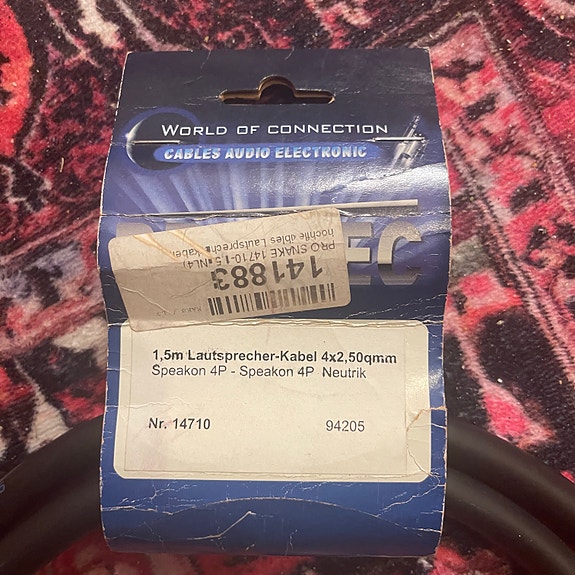 WORLD OF CONNECTION
CABLES AUDIO ELECTRONIC
EC
PRO SNAKE 14710-1,5 (NL4)
141883
1,5m Lautsprecher-Kabel 4x2,50qmm
Speakon 4P - Speakon 4P Neutrik
Nr. 14710 94205